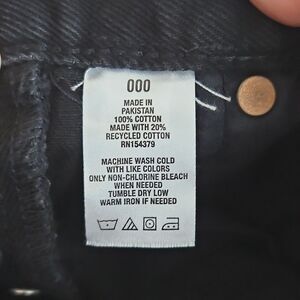 000
MADE IN
PAKISTAN
100% COTTON
MADE WITH 20%
RECYCLED COTTON
RN154379
MACHINE WASH COLD
WITH LIKE COLORS
ONLY NON-CHLORINE BLEACH
WHEN NEEDED
TUMBLE DRY LOW
WARM IRON IF NEEDED